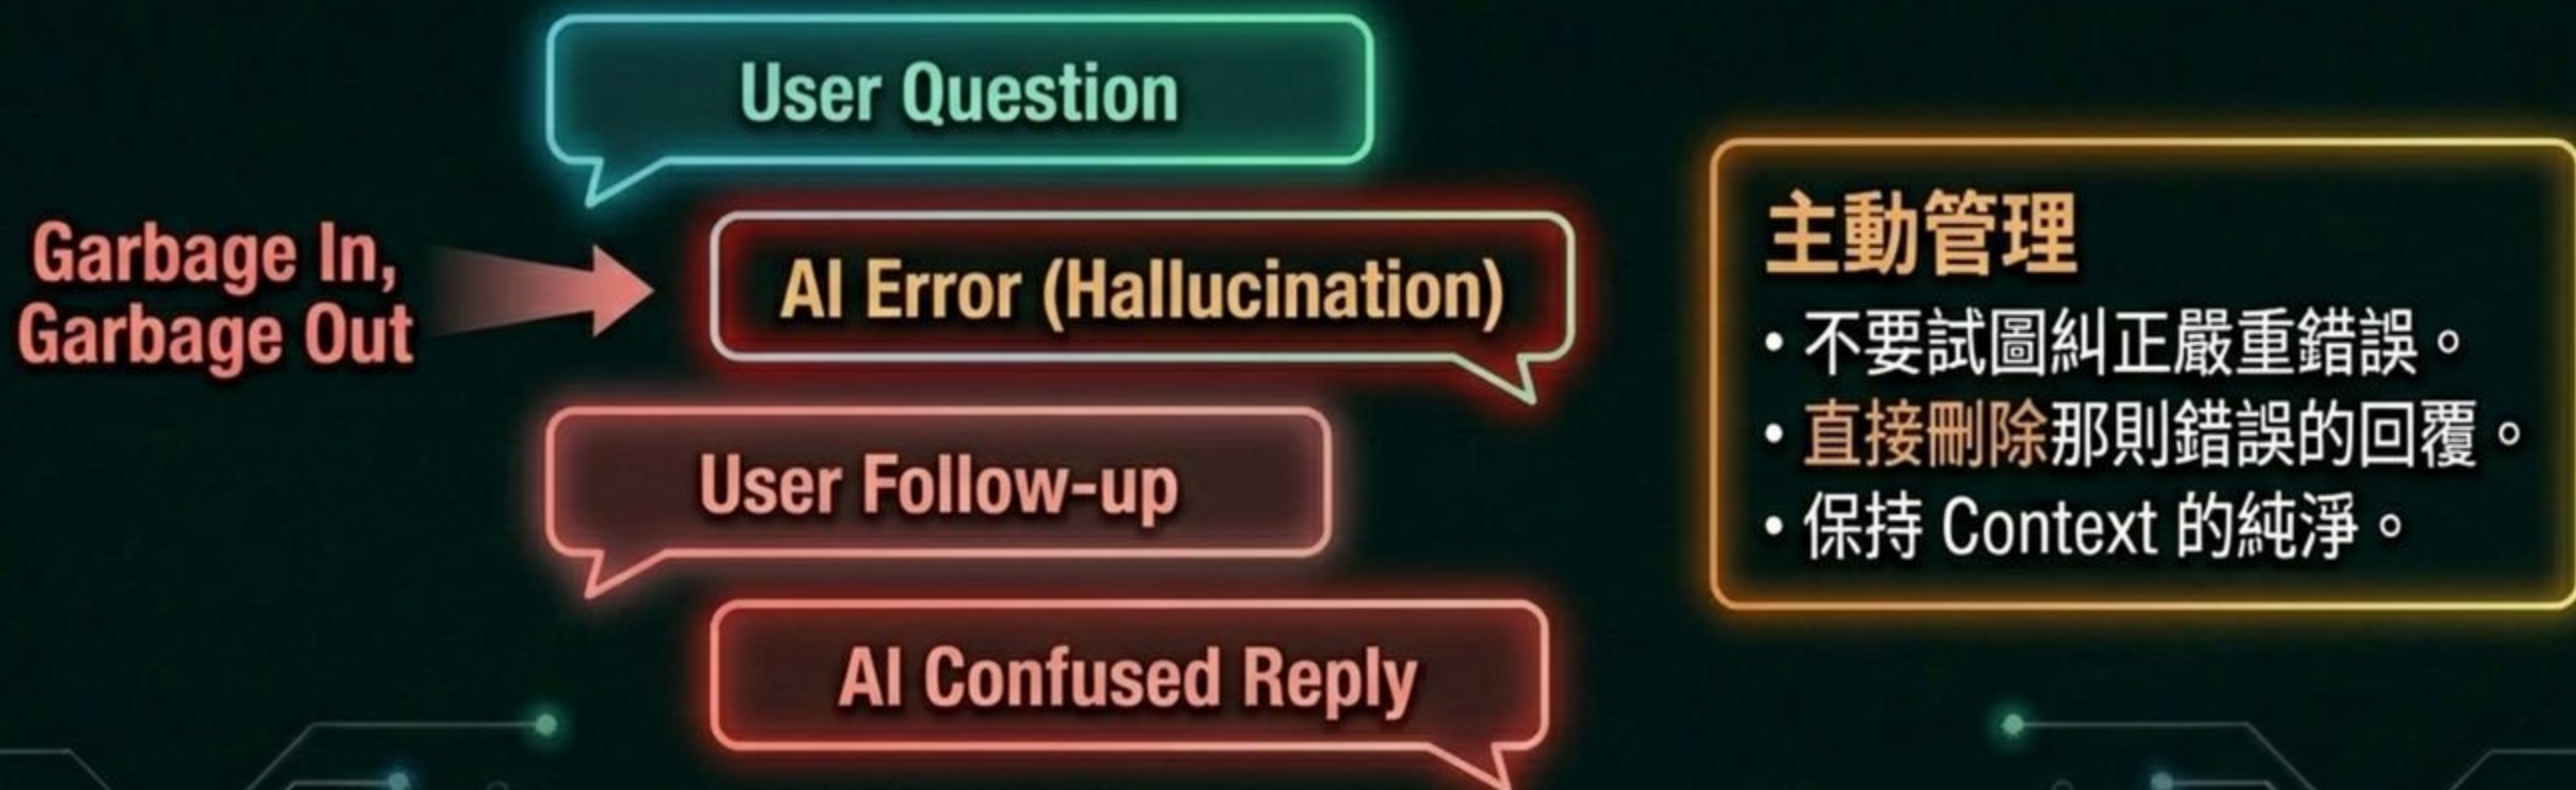 User Question
Garbage In,
Garbage Out
AI Error (Hallucination)
User Follow-up
AI Confused Reply
主動管理
• 不要試圖糾正嚴重錯誤。
• 直接刪除那則錯誤的回覆。
• 保持 Context 的純淨。